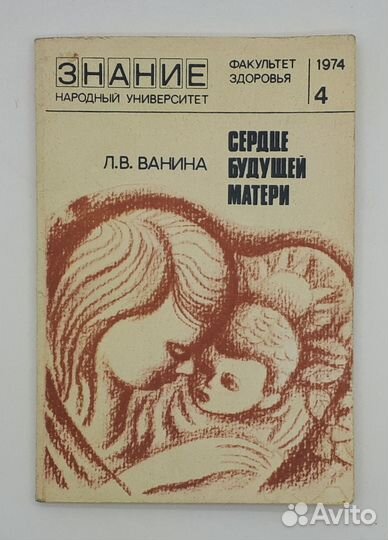 ЗНАНИЕ
НАРОДНЫЙ УНИВЕРСИТЕТ
ФАКУЛЬТЕТ
ЗДОРОВЬЯ
1974
4
Л.В. ВАНИНА
СЕРДЦЕ
БУДУЩЕЙ
МАТЕРИ
Avito